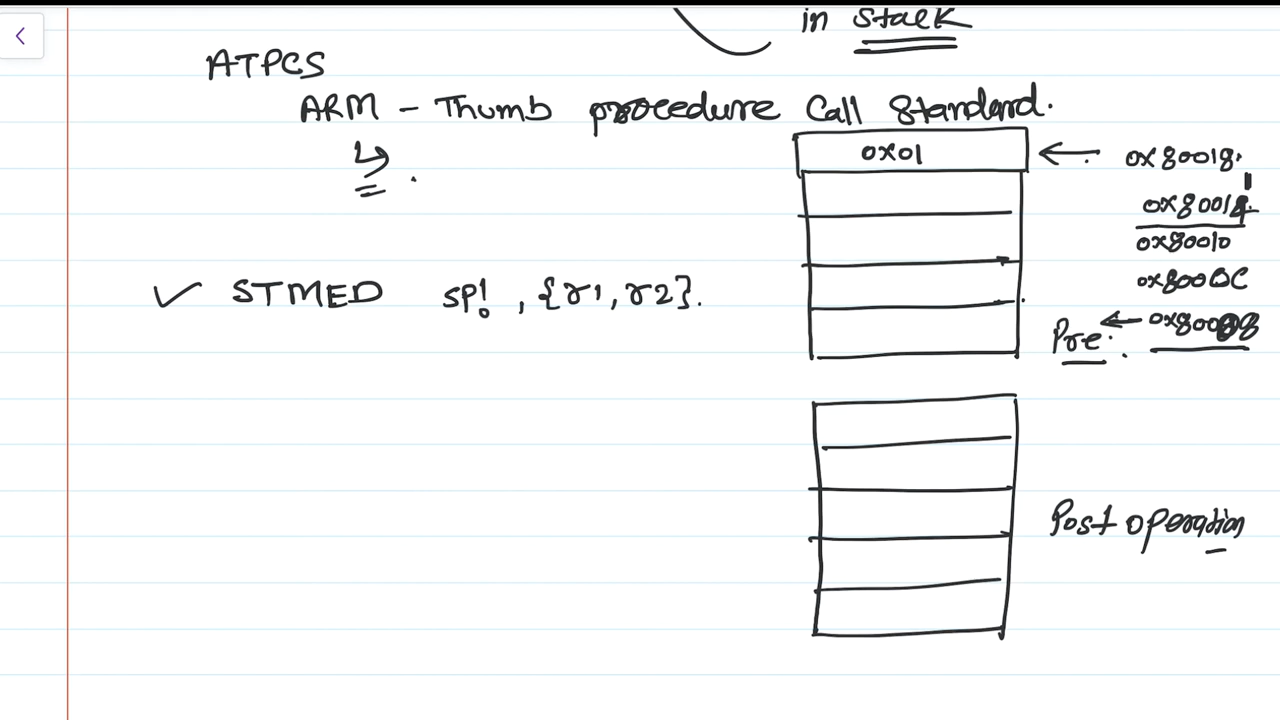 in stack
ATPCS
ARM - Thumb procedure Call Standard.
0x01
0x80018.
0x80014
0x80010
0x8000C
STMED sp!, {r1, r2}.
Pre.
Post operation